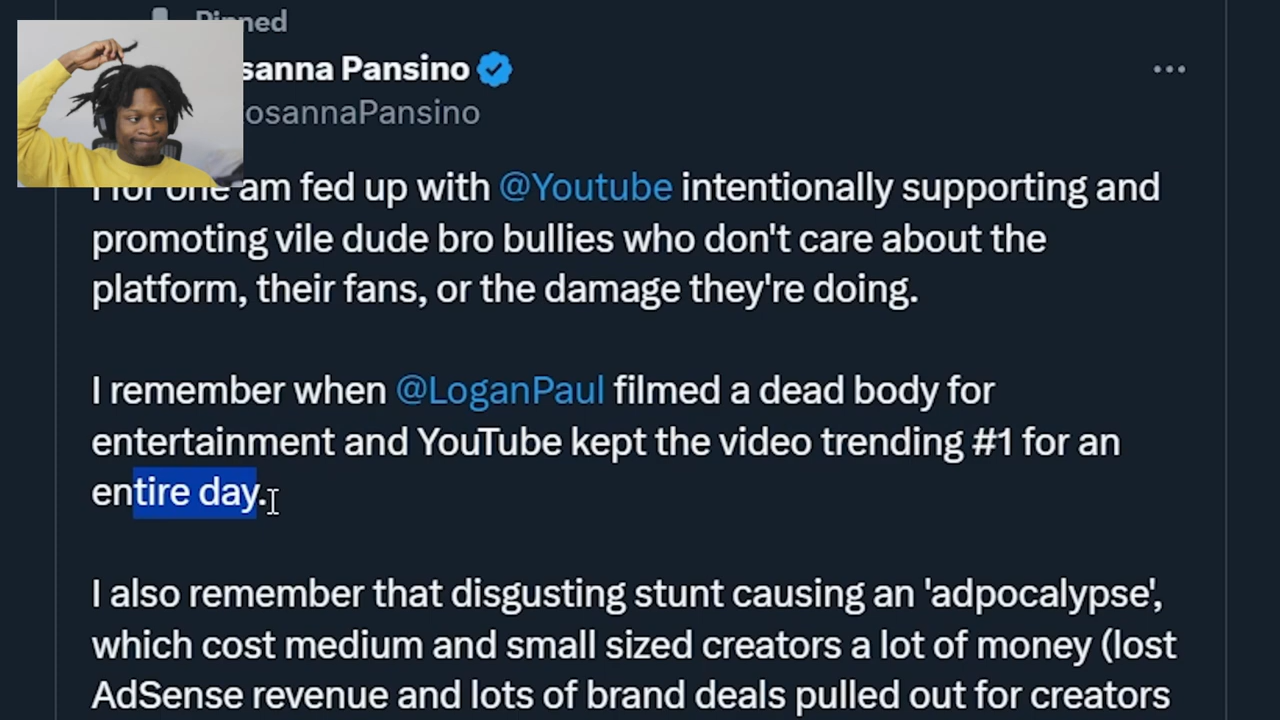 Pinned
sanna Pansino
osannaPansino
I for one am fed up with @Youtube intentionally supporting and
promoting vile dude bro bullies who don't care about the
platform, their fans, or the damage they're doing.
I remember when @LoganPaul filmed a dead body for
entertainment and YouTube kept the video trending #1 for an
entire day.
I also remember that disgusting stunt causing an 'adpocalypse',
which cost medium and small sized creators a lot of money (lost
AdSense revenue and lots of brand deals pulled out for creators